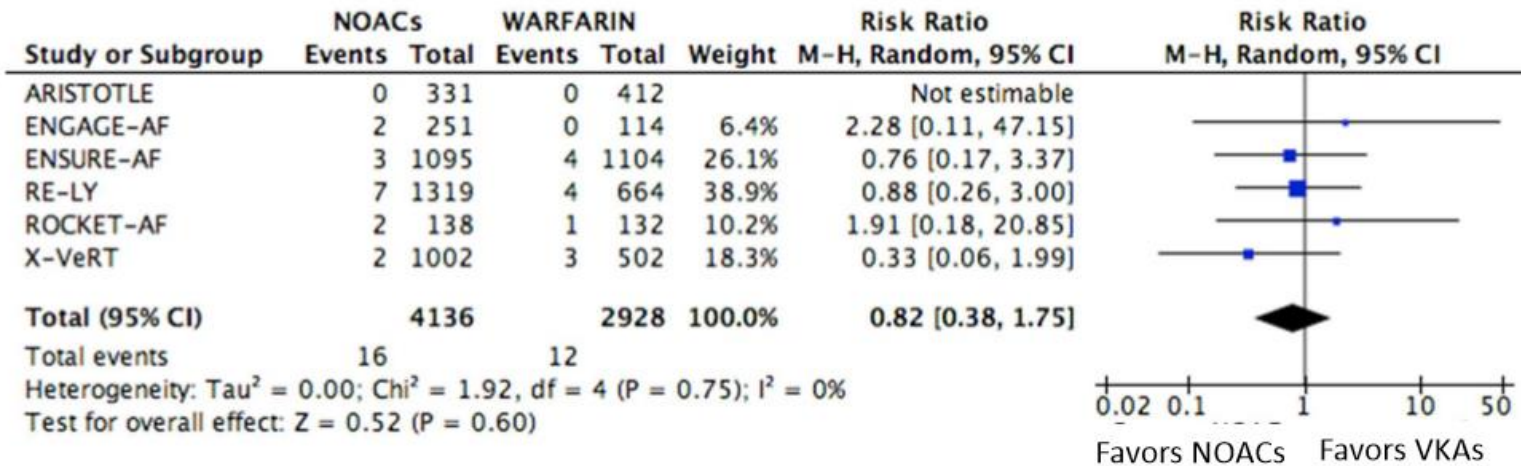 NOACs WARFARIN Risk Ratio Risk Ratio
Study or Subgroup Events Total Events Total Weight M-H, Random, 95% CI M-H, Random, 95% CI
ARISTOTLE 0 331 0 412 Not estimable
ENGAGE-AF 2 251 0 114 6.4% 2.28 [0.11, 47.15]
ENSURE-AF 3 1095 4 1104 26.1% 0.76 [0.17, 3.37]
RE-LY 7 1319 4 664 38.9% 0.88 [0.26, 3.00]
ROCKET-AF 2 138 1 132 10.2% 1.91 [0.18, 20.85]
X-VeRT 2 1002 3 502 18.3% 0.33 [0.06, 1.99]
Total (95% CI) 4136 2928 100.0% 0.82 [0.38, 1.75]
Total events 16 12
Heterogeneity: Tau² = 0.00; Chi² = 1.92, df = 4 (P = 0.75); I² = 0%
Test for overall effect: Z = 0.52 (P = 0.60)
0.02 0.1 1 10 50
Favors NOACs Favors VKAs